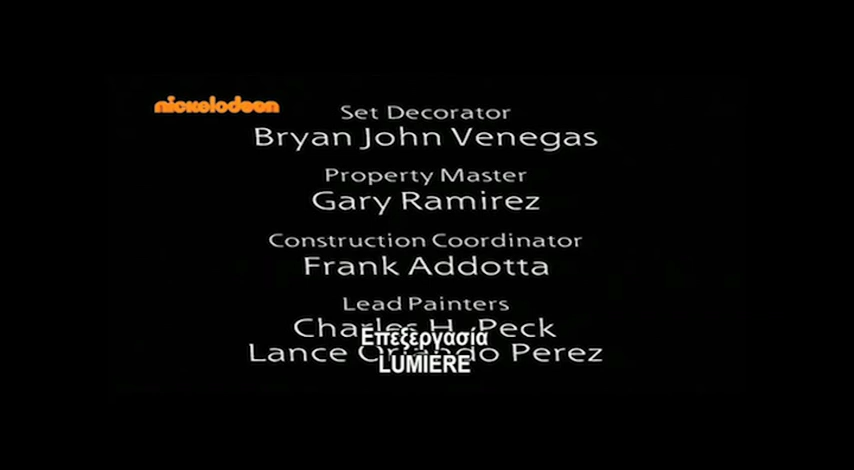 nickelodeon
Set Decorator
Bryan John Venegas
Property Master
Gary Ramirez
Construction Coordinator
Frank Addotta
Lead Painters
Charles H. Peck
Lance Orlando Perez
Επεξεργασία
LUMIERE